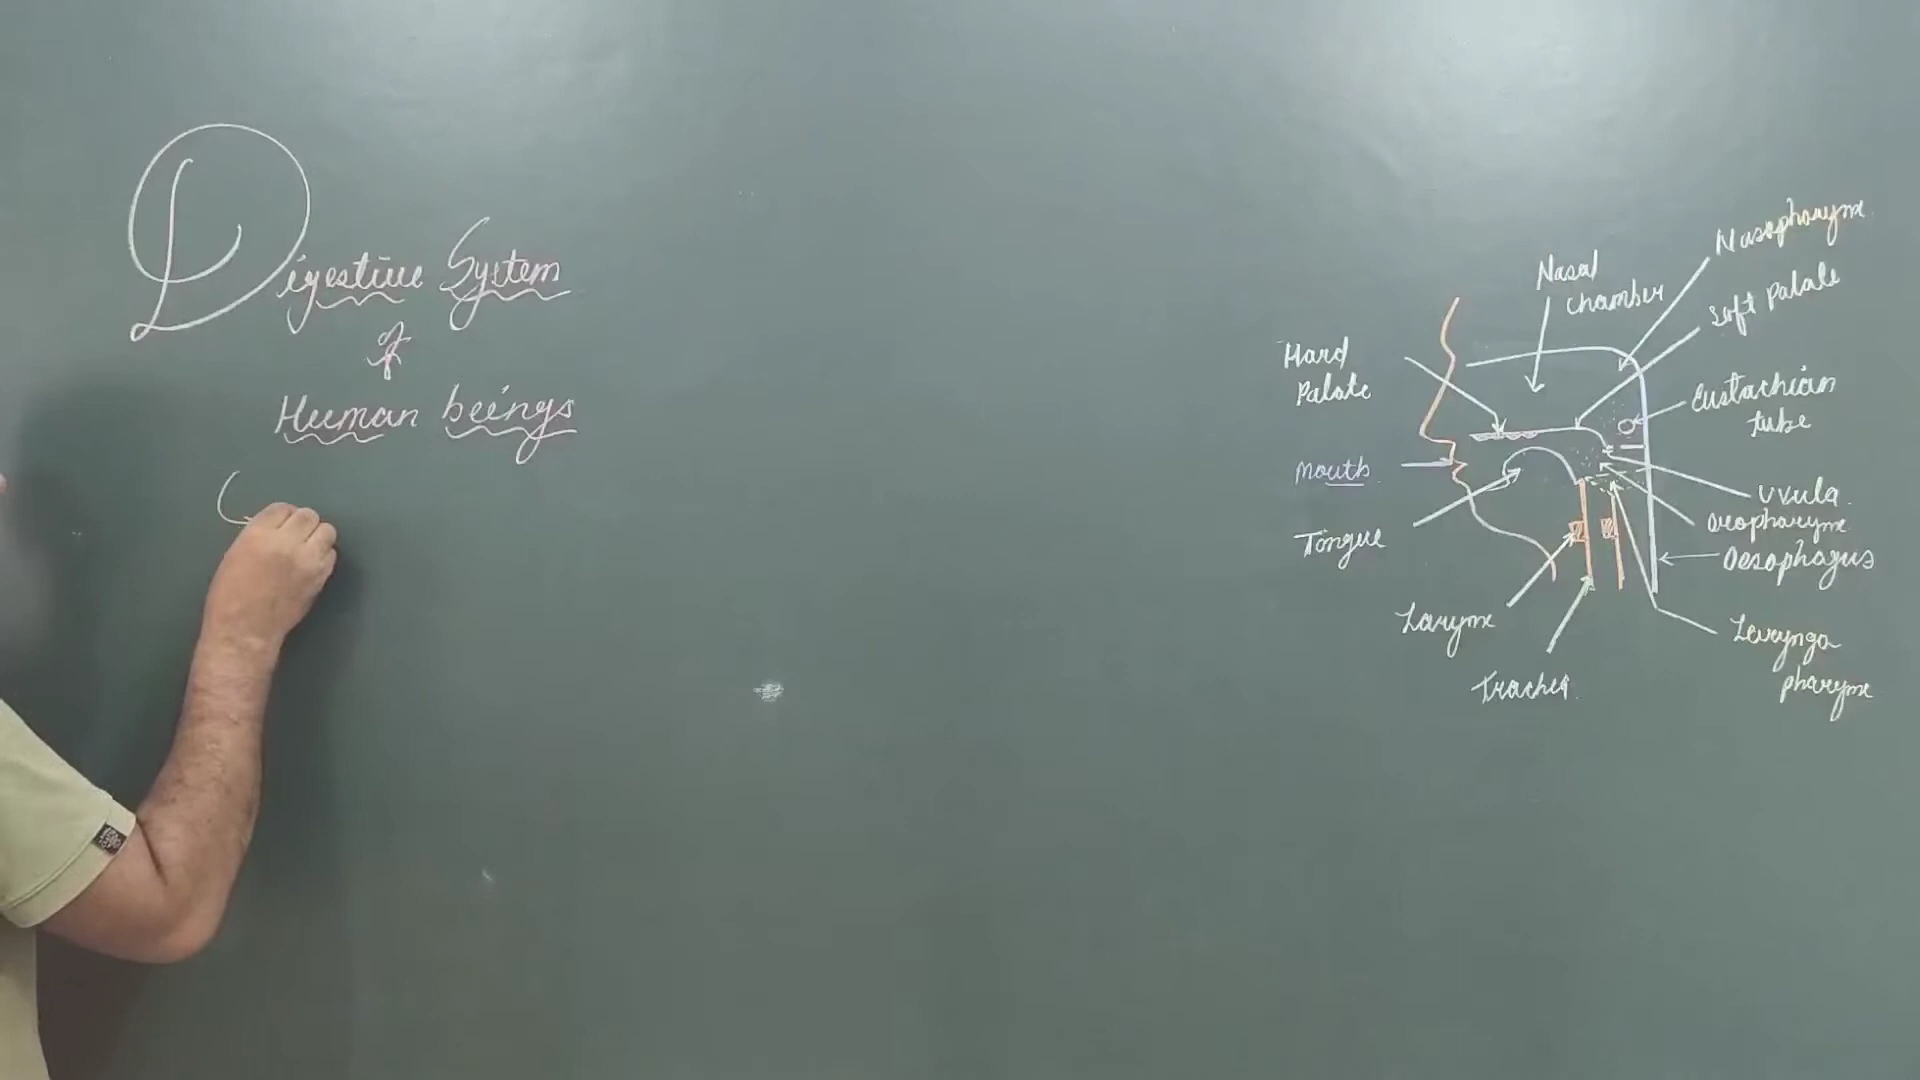 Digestive System
of
Human beings
Nasopharynx
Nasal
chamber
Soft Palate
Hard
Palate
Eustachian
tube
Mouth
Uvula
Oropharynx
Tongue
Oesophagus
Larynx
Larynga
pharynx
Trachea